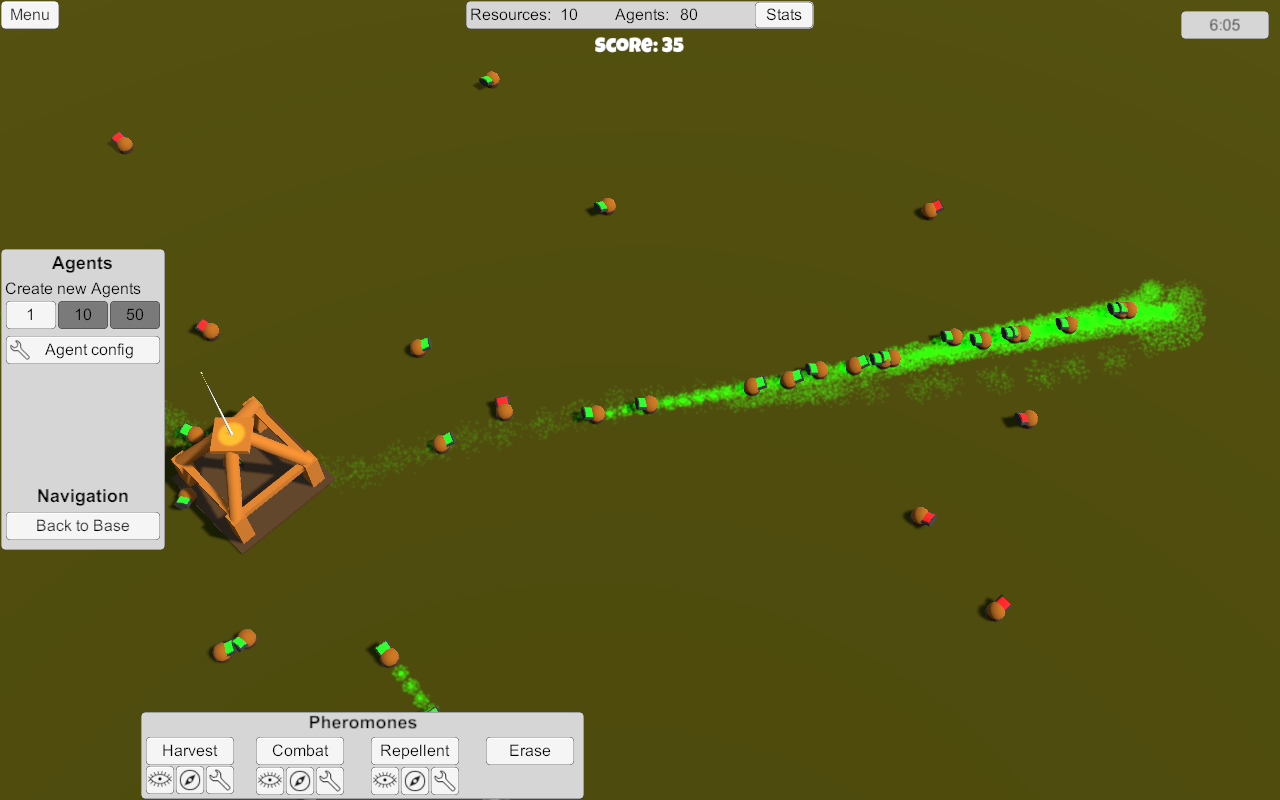 Menu
Resources: 10 Agents: 80 Stats
6:05
SCORE: 35
Agents
Create new Agents
1 10 50
Agent config
Navigation
Back to Base
Pheromones
Harvest Combat Repellent Erase